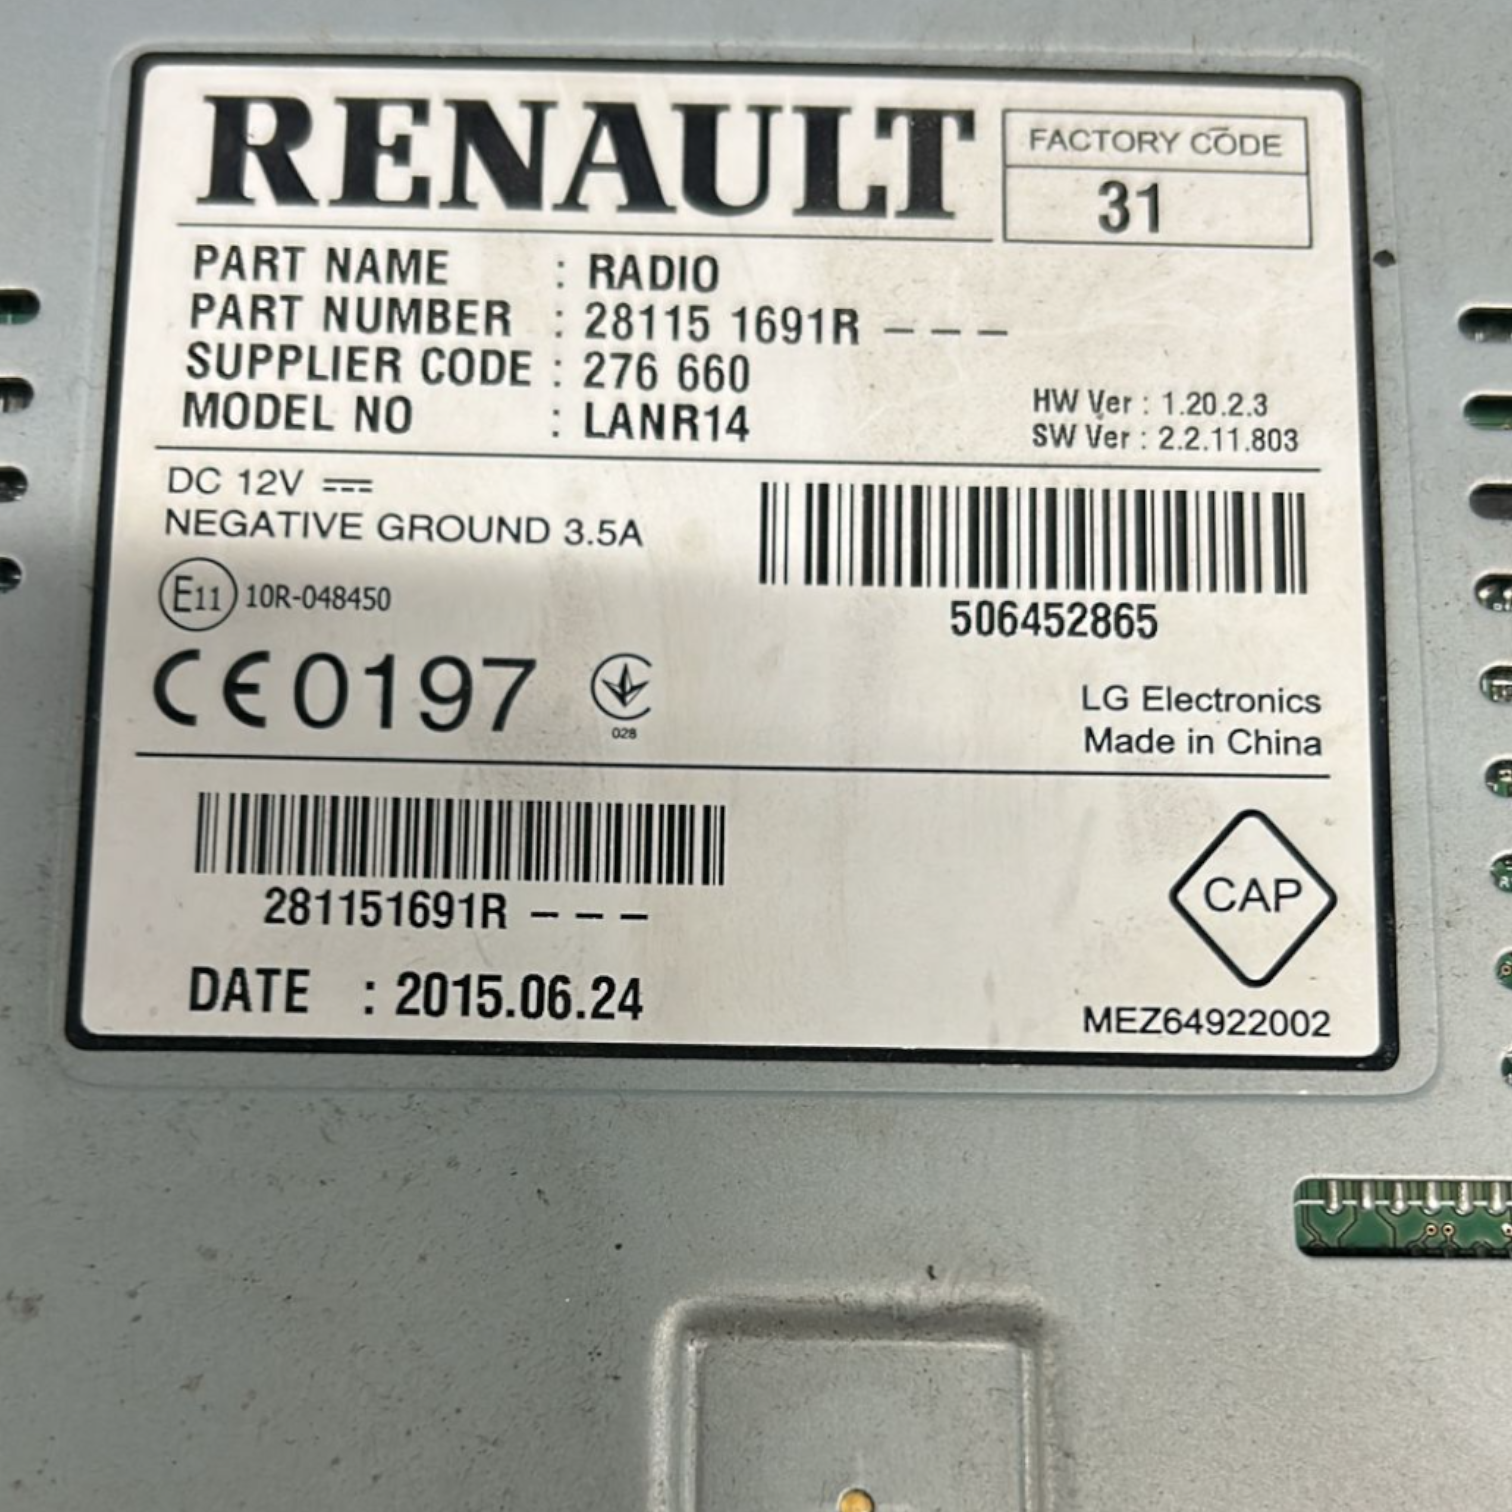 RENAULT
FACTORY CODE
31
PART NAME : RADIO
PART NUMBER : 28115 1691R – – –
SUPPLIER CODE : 276 660
MODEL NO : LANR14
HW Ver : 1.20.2.3
SW Ver : 2.2.11.803
DC 12V
NEGATIVE GROUND 3.5A
E11 10R-048450
CE0197
028
506452865
LG Electronics
Made in China
281151691R – – –
DATE : 2015.06.24
CAP
MEZ64922002